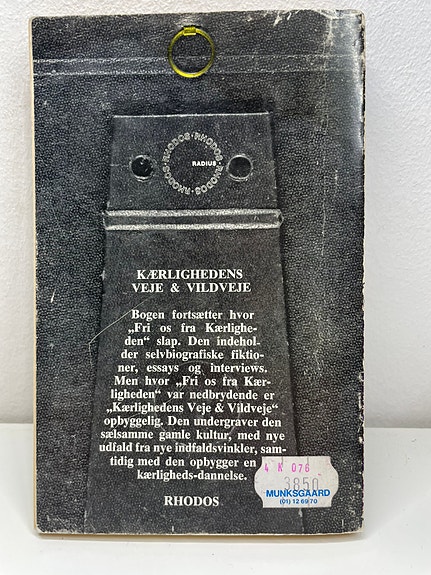 RHODOS · RHODOS · RHODOS · RHODOS ·
RADIUS
KÆRLIGHEDENS
VEJE & VILDVEJE
Bogen fortsætter hvor
„Fri os fra Kærlighe-
den“ slap. Den indehol-
der selvbiografiske fiktio-
ner, essays og interviews.
Men hvor „Fri os fra Kær-
ligheden“ var nedbrydende er
„Kærlighedens Veje & Vildveje“
opbyggelig. Den undergraver den
sælsomme gamle kultur, med nye
udfald fra nye indfaldsvinkler, sam-
tidig med den opbygger en
kærligheds-dannelse.
RHODOS
4 K 076
3850
MUNKSGAARD
(01) 12 69 70